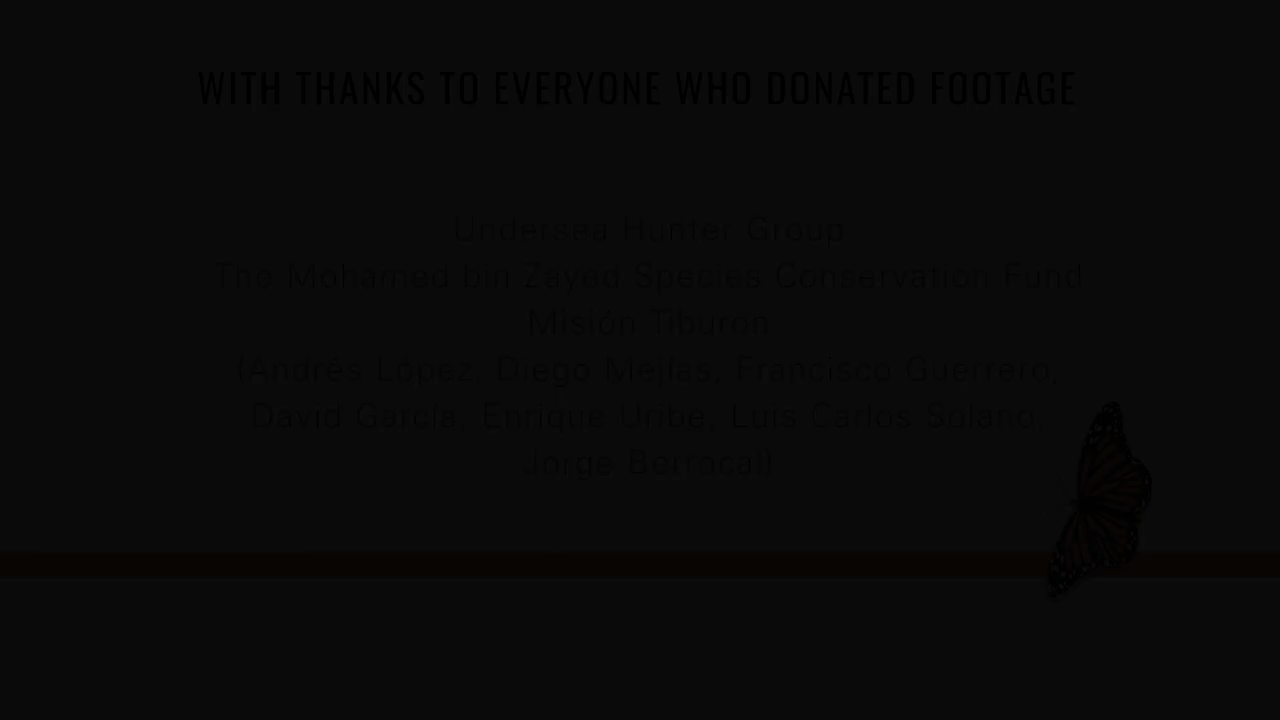 WITH THANKS TO EVERYONE WHO DONATED FOOTAGE
Undersea Hunter Group
The Mohamed bin Zayed Species Conservation Fund
Misión Tiburón
(Andrés López, Diego Mejías, Francisco Guerrero,
David García, Enrique Uribe, Luis Carlos Solano,
Jorge Berrocal)